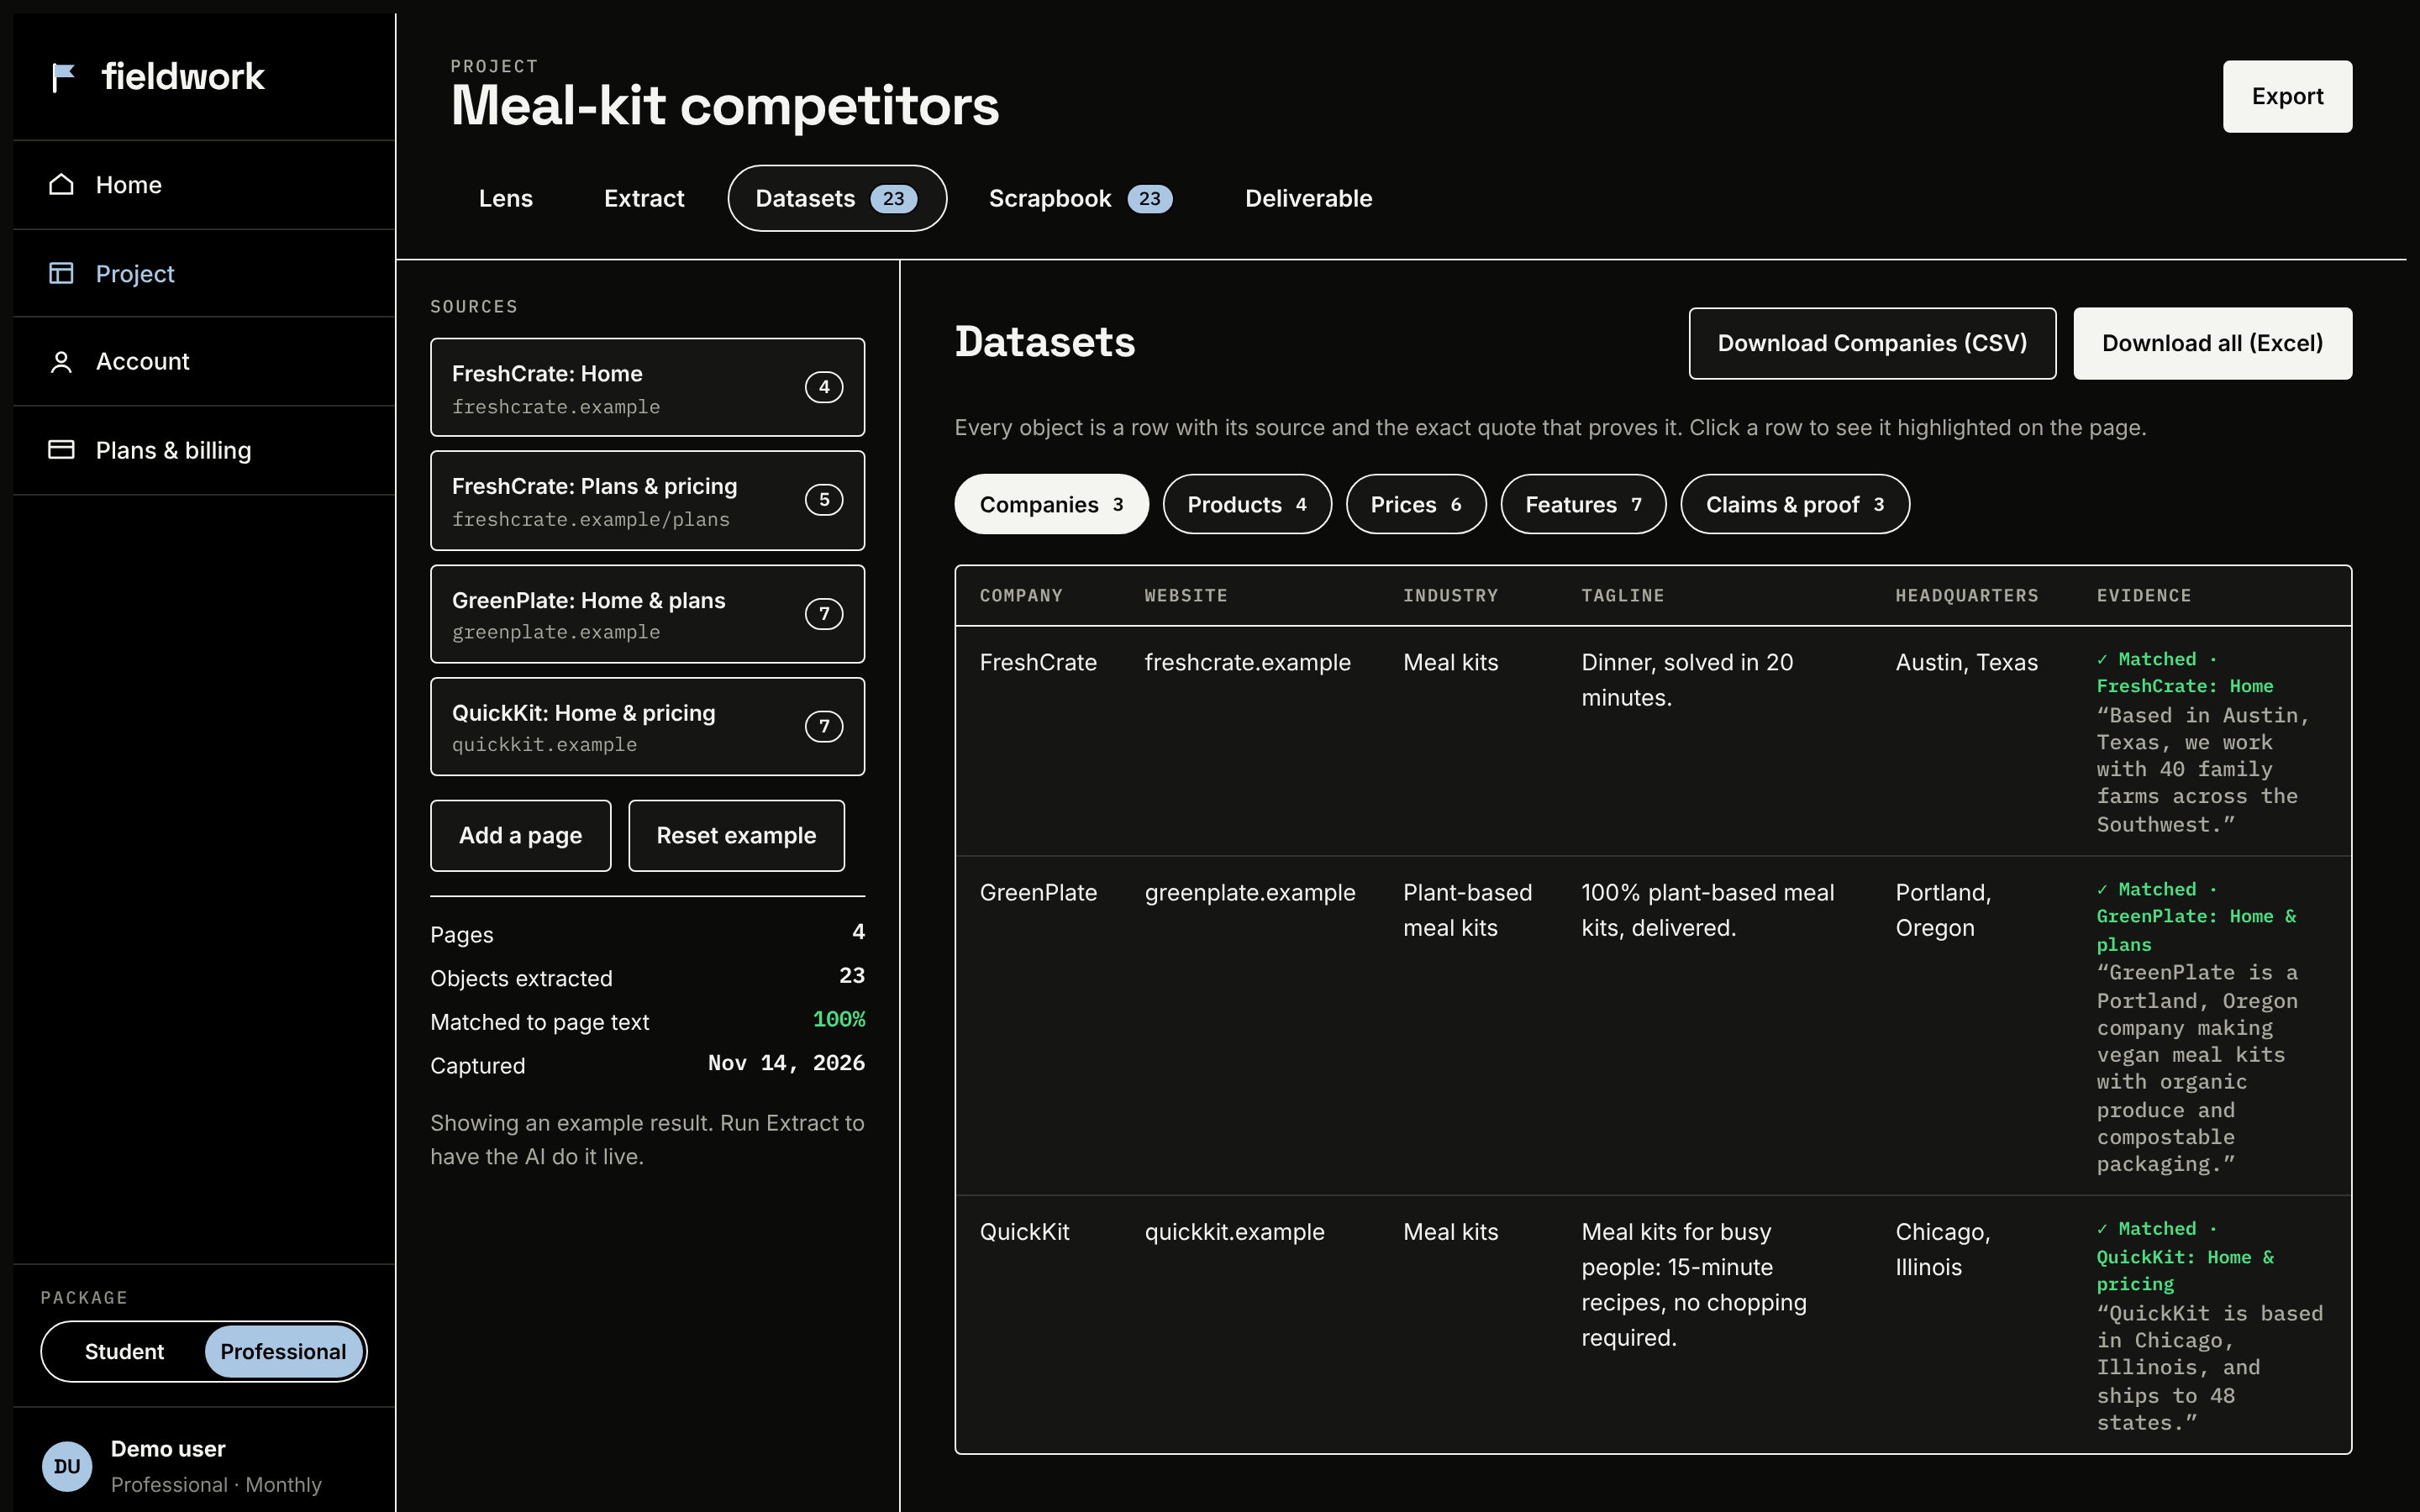 fieldwork
Home
Project
Account
Plans & billing
PACKAGE
Student
Professional
DU
Demo user
Professional · Monthly
PROJECT
Meal-kit competitors
Export
Lens
Extract
Datasets 23
Scrapbook 23
Deliverable
SOURCES
FreshCrate: Home
freshcrate.example
4
FreshCrate: Plans & pricing
freshcrate.example/plans
5
GreenPlate: Home & plans
greenplate.example
7
QuickKit: Home & pricing
quickkit.example
7
Add a page
Reset example
Pages 4
Objects extracted 23
Matched to page text 100%
Captured Nov 14, 2026
Showing an example result. Run Extract to
have the AI do it live.
Datasets
Download Companies (CSV)
Download all (Excel)
Every object is a row with its source and the exact quote that proves it. Click a row to see it highlighted on the page.
Companies 3
Products 4
Prices 6
Features 7
Claims & proof 3
COMPANY WEBSITE INDUSTRY TAGLINE HEADQUARTERS EVIDENCE
FreshCrate
freshcrate.example
Meal kits
Dinner, solved in 20
minutes.
Austin, Texas
✓ Matched ·
FreshCrate: Home
“Based in Austin,
Texas, we work
with 40 family
farms across the
Southwest.”
GreenPlate
greenplate.example
Plant-based
meal kits
100% plant-based meal
kits, delivered.
Portland,
Oregon
✓ Matched ·
GreenPlate: Home &
plans
“GreenPlate is a
Portland, Oregon
company making
vegan meal kits
with organic
produce and
compostable
packaging.”
QuickKit
quickkit.example
Meal kits
Meal kits for busy
people: 15-minute
recipes, no chopping
required.
Chicago,
Illinois
✓ Matched ·
QuickKit: Home &
pricing
“QuickKit is based
in Chicago,
Illinois, and
ships to 48
states.”